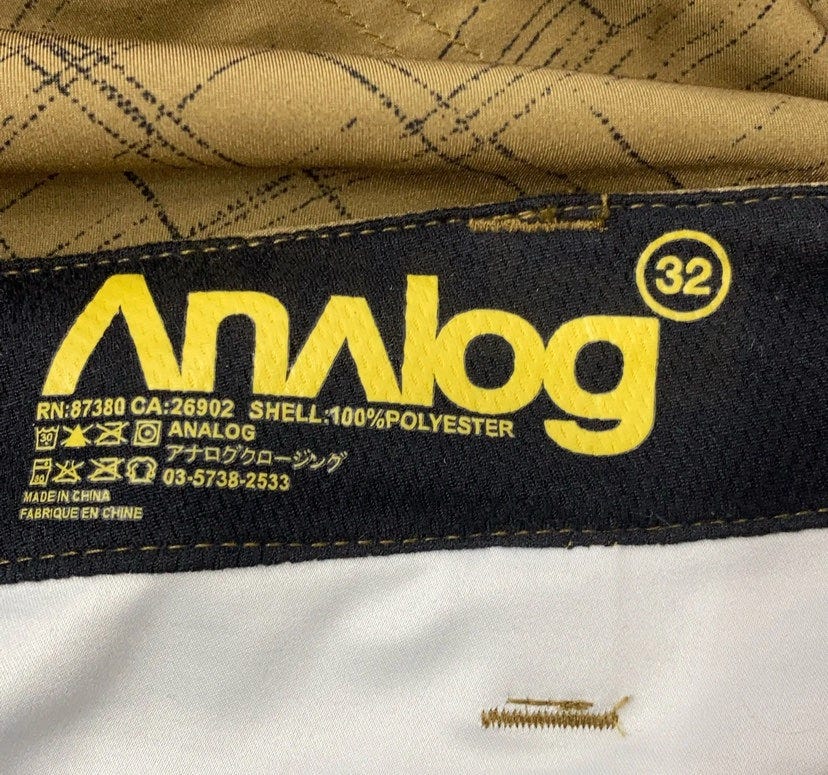 Analog
32
RN:87380 CA:26902 SHELL:100%POLYESTER
30 ANALOG
アナログクロージング
03-5738-2533
MADE IN CHINA
FABRIQUE EN CHINE